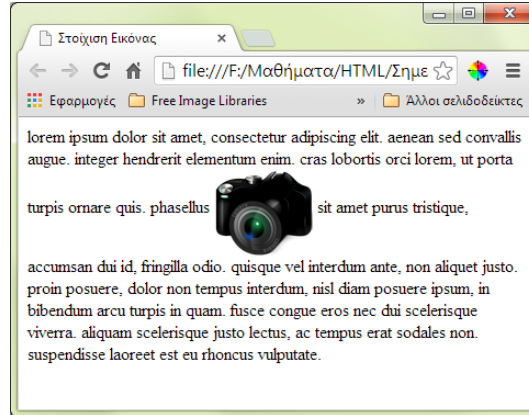 Στοίχιση Εικόνας
file:///F:/Μαθήματα/HTML/Σημε
Εφαρμογές Free Image Libraries » Άλλοι σελιδοδείκτες
lorem ipsum dolor sit amet, consectetur adipiscing elit. aenean sed convallis
augue. integer hendrerit elementum enim. cras lobortis orci lorem, ut porta
turpis ornare quis. phasellus sit amet purus tristique,
accumsan dui id, fringilla odio. quisque vel interdum ante, non aliquet justo.
proin posuere, dolor non tempus interdum, nisl diam posuere ipsum, in
bibendum arcu turpis in quam. fusce congue eros nec dui scelerisque
viverra. aliquam scelerisque justo lectus, ac tempus erat sodales non.
suspendisse laoreet est eu rhoncus vulputate.